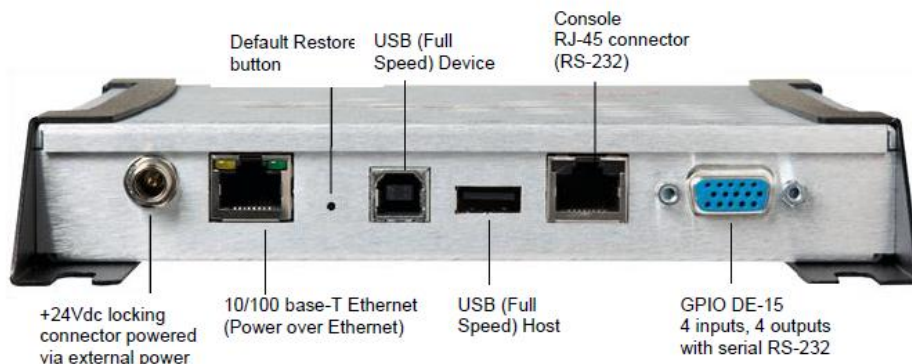 Default Restore
button
USB (Full
Speed) Device
Console
RJ-45 connector
(RS-232)
+24Vdc locking
connector powered
via external power
10/100 base-T Ethernet
(Power over Ethernet)
USB (Full
Speed) Host
GPIO DE-15
4 inputs, 4 outputs
with serial RS-232